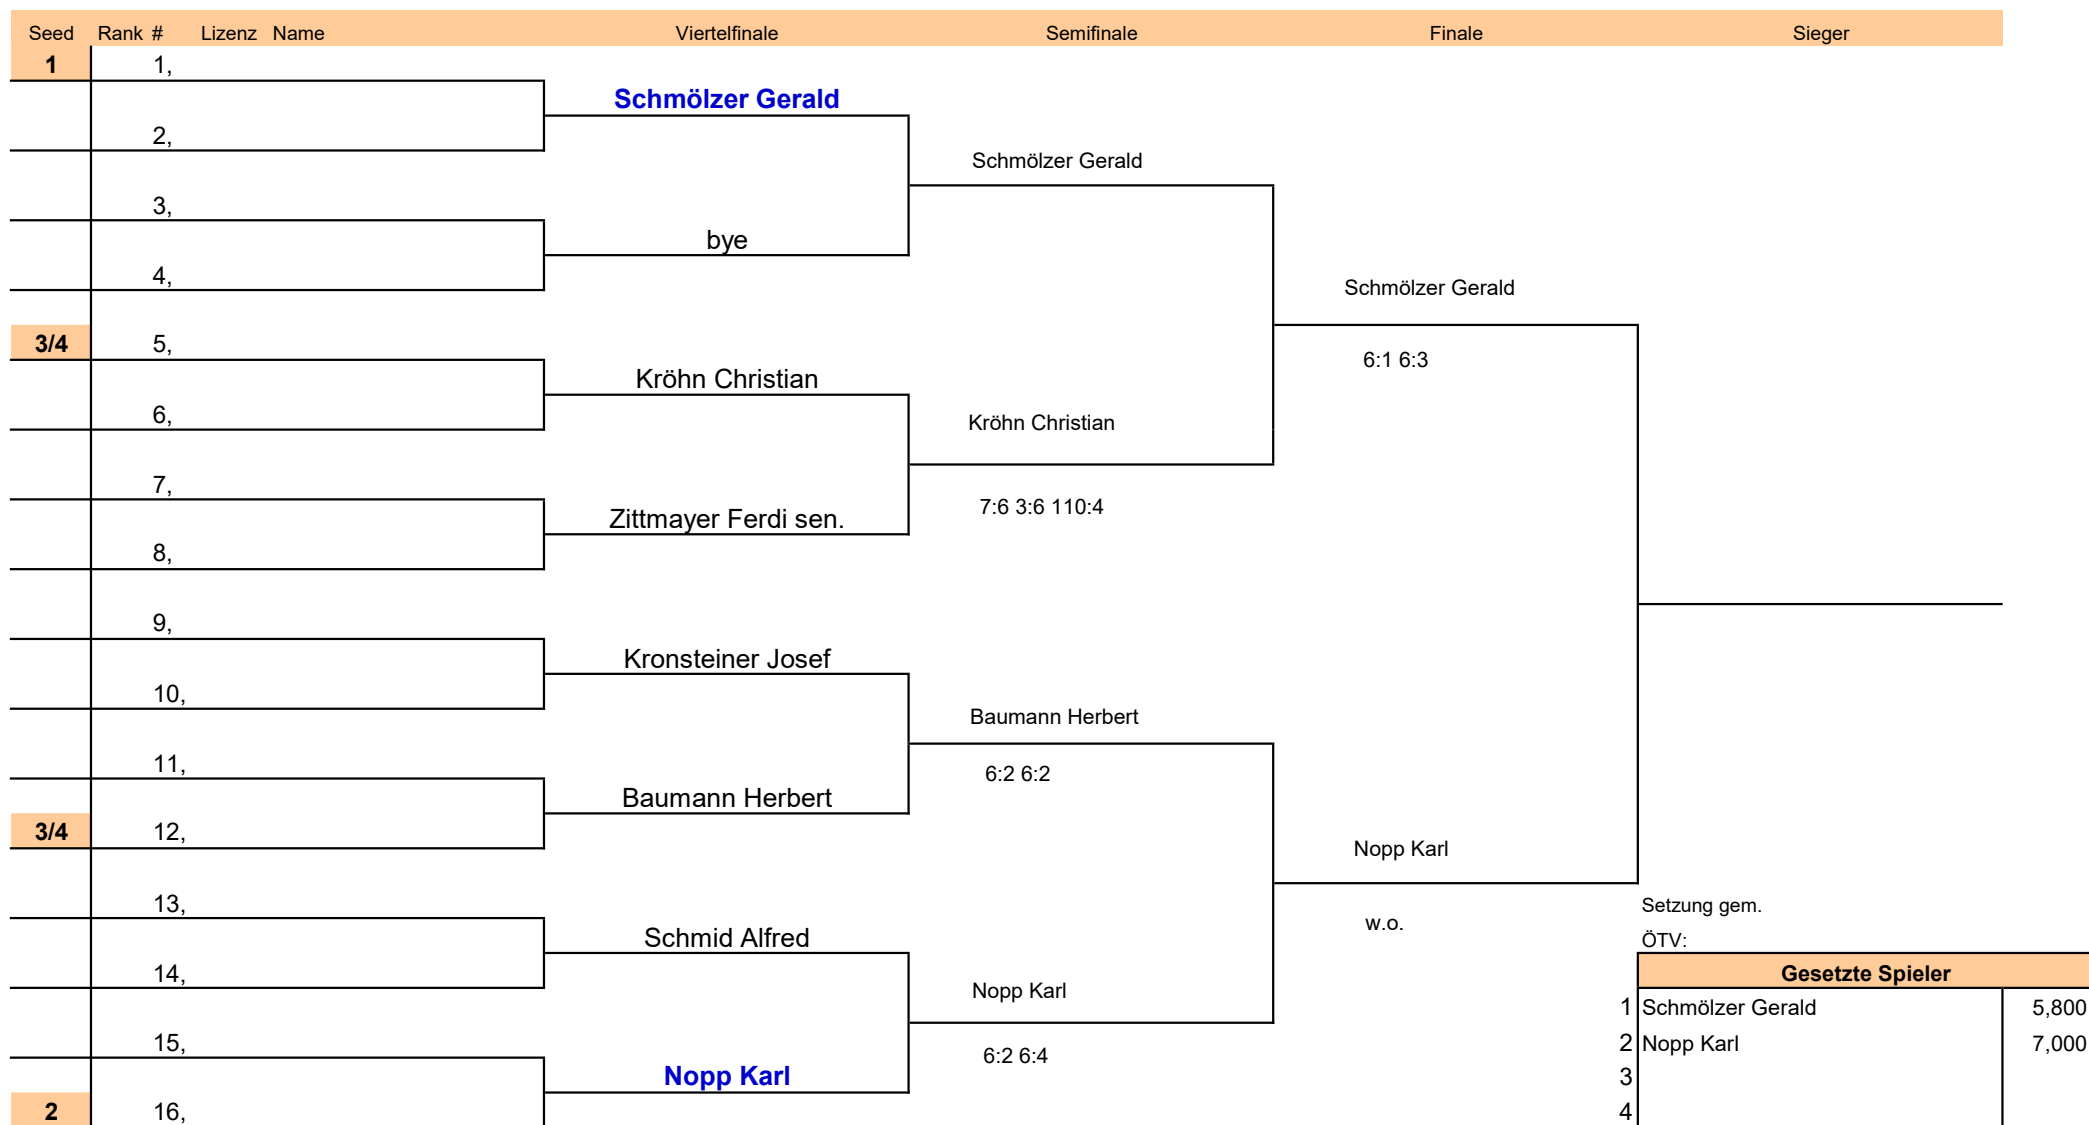 Seed Rank # Lizenz Name Viertelfinale Semifinale Finale Sieger
1 1,
Schmölzer Gerald
2,
Schmölzer Gerald
3,
bye
4,
Schmölzer Gerald
3/4 5,
6:1 6:3
Kröhn Christian
6,
Kröhn Christian
7,
7:6 3:6 110:4
Zittmayer Ferdi sen.
8,
9,
Kronsteiner Josef
10,
Baumann Herbert
11,
6:2 6:2
Baumann Herbert
3/4 12,
Nopp Karl
13,
Setzung gem.
w.o.
Schmid Alfred
ÖTV:
14,
Gesetzte Spieler
Nopp Karl
1 Schmölzer Gerald 5,800
15,
2 Nopp Karl 7,000
6:2 6:4
Nopp Karl
3
2 16,
4